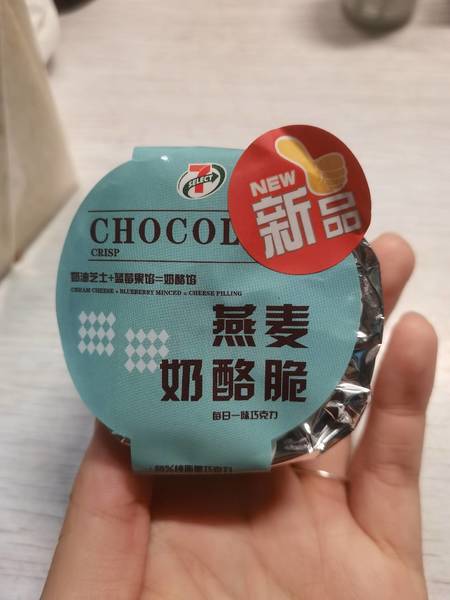 7
SELECT
NEW
新品
CHOCOL
CRISP
奶油芝士+蓝莓果馅=奶酪馅
CREAM CHEESE + BLUEBERRY MINCED = CHEESE FILLING
燕麦
奶酪脆
每日一味巧克力